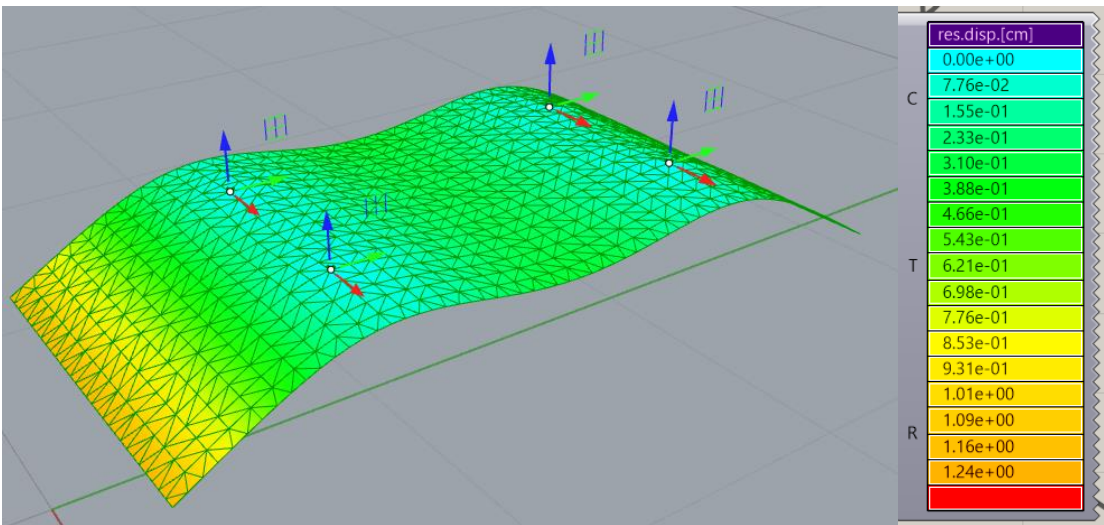 res.disp.[cm]
0.00e+00
7.76e-02
C
1.55e-01
2.33e-01
3.10e-01
3.88e-01
4.66e-01
5.43e-01
T
6.21e-01
6.98e-01
7.76e-01
8.53e-01
9.31e-01
1.01e+00
1.09e+00
R
1.16e+00
1.24e+00